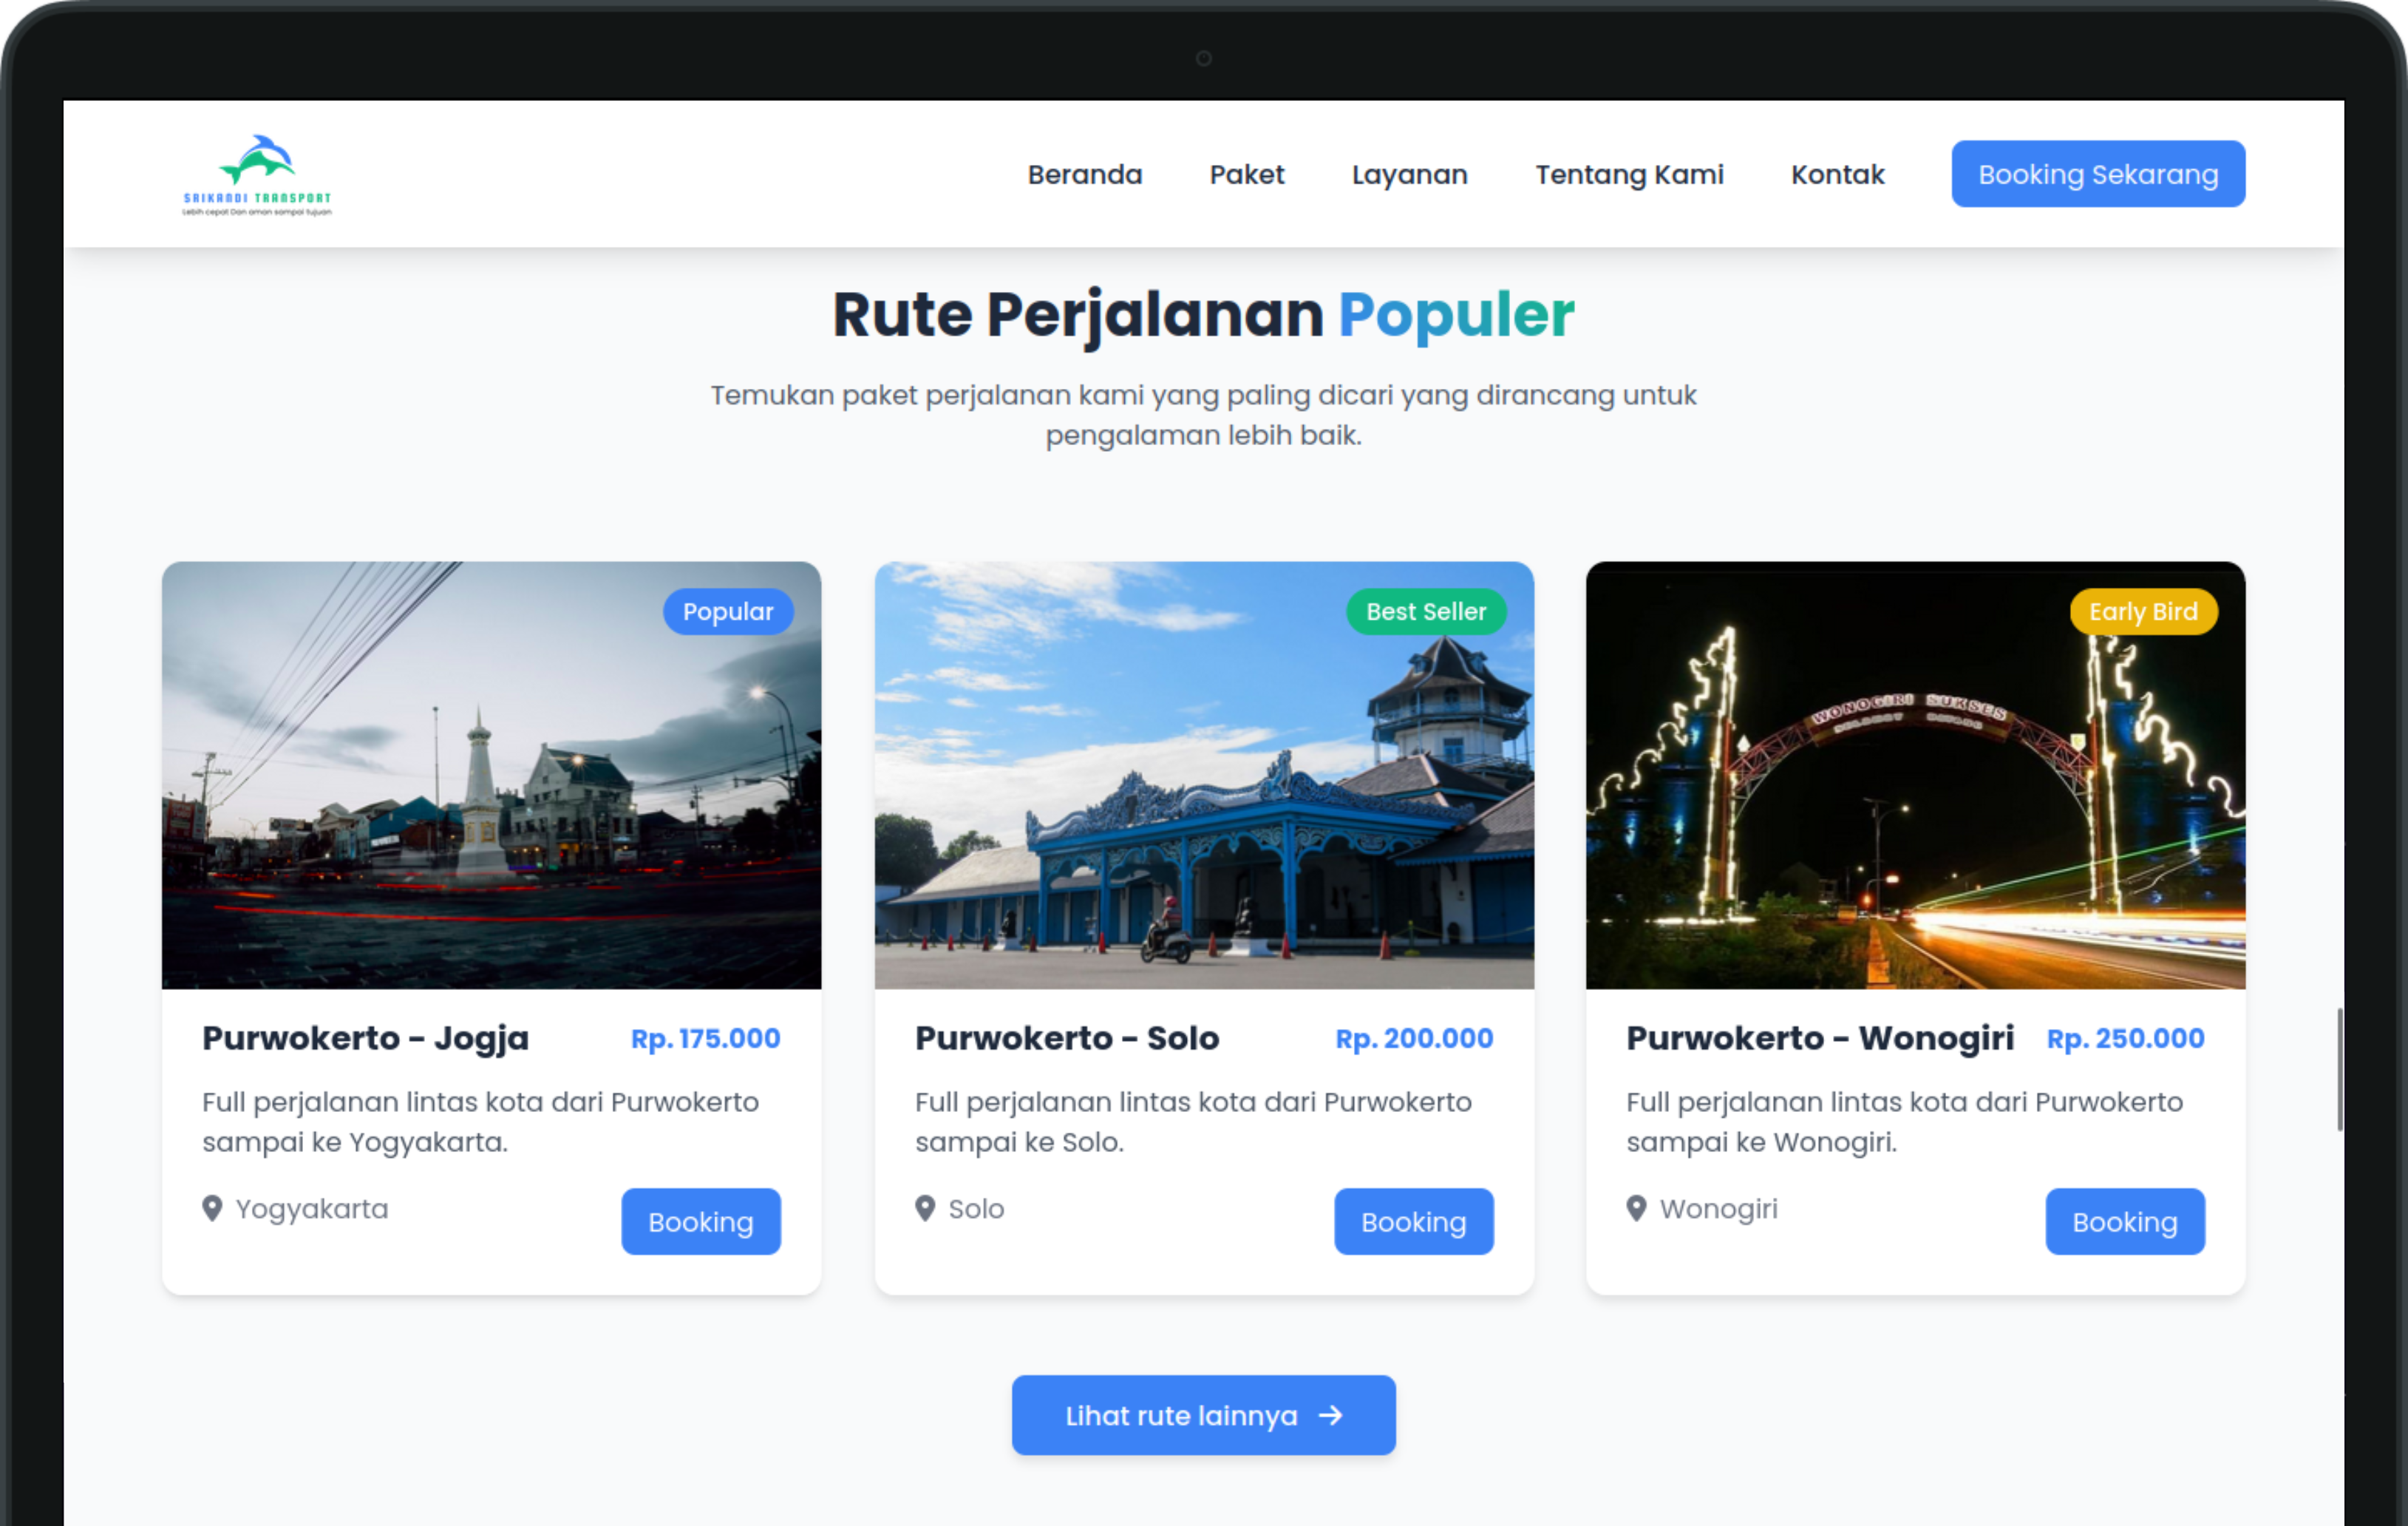 SRIKANDI TRANSPORT
Lebih cepat Dan aman sampai tujuan
Beranda
Paket
Layanan
Tentang Kami
Kontak
Booking Sekarang
Rute Perjalanan Populer
Temukan paket perjalanan kami yang paling dicari yang dirancang untuk
pengalaman lebih baik.
Popular
Purwokerto - Jogja
Rp. 175.000
Full perjalanan lintas kota dari Purwokerto
sampai ke Yogyakarta.
Yogyakarta
Booking
Best Seller
Purwokerto - Solo
Rp. 200.000
Full perjalanan lintas kota dari Purwokerto
sampai ke Solo.
Solo
Booking
Early Bird
WONOGIRI SUKSES
Purwokerto - Wonogiri
Rp. 250.000
Full perjalanan lintas kota dari Purwokerto
sampai ke Wonogiri.
Wonogiri
Booking
Lihat rute lainnya →